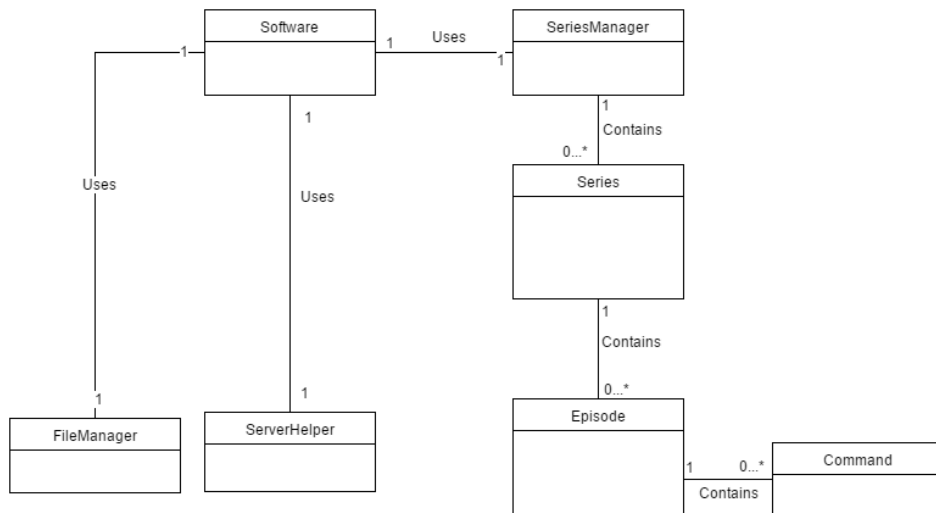 Software
SeriesManager
1
1
Uses
1
1
1
Contains
0...*
Uses
Uses
Series
1
Contains
0...*
1
1
FileManager
ServerHelper
Episode
Command
1
0...*
Contains